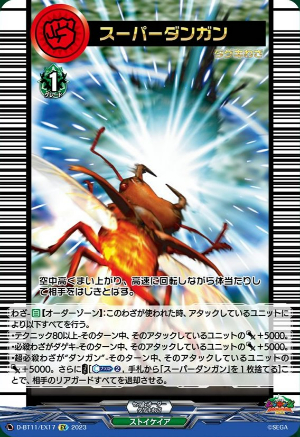 スーパーダンガン
1
グレード
空中高くまい上がり、高速に回転しながら体当たりし
て相手をはじきとばす。
わざ-【オーダーゾーン】:このわざが使われた時、アタックしているユニットに
より以下すべてを行う。
・テクニック80以上-そのターン中、そのアタックしているユニットの+5000。
・必殺わざがダゲキ-そのターン中、そのアタックしているユニットの+5000。
・超必殺わざが“ダンガン”-そのターン中、そのアタックしているユニットの
+5000。さらに[2,手札から「スーパーダンガン」を1枚捨てる]こ
とで、相手のリアガードすべてを退却させる。
D-BT11/EX17 EX 2023
©SEGA
ストイケイア